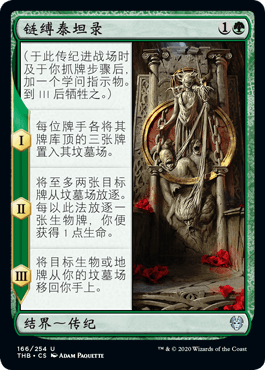 链缚泰坦录
1
（于此传纪进战场时
及于你抓牌步骤后，
加一个学问指示物。
到 III 后牺牲之。）
I
每位牌手各将其
牌库顶的三张牌
置入其坟墓场。
II
将至多两张目标
牌从坟墓场放逐。
每以此法放逐一
张生物牌，你便
获得 1 点生命。
III
将目标生物或地
牌从你的坟墓场
移回你手上。
结界～传纪
166/254 U
THB • CS ADAM PAQUETTE
™ & © 2020 Wizards of the Coast